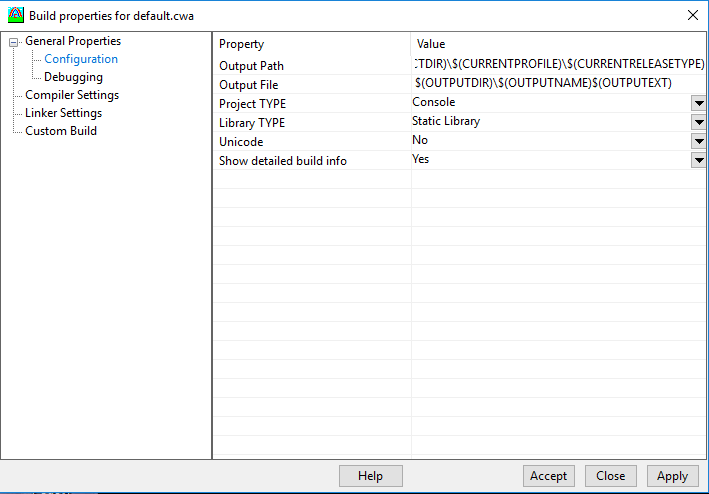 Build properties for default.cwa
General Properties
Configuration
Debugging
Compiler Settings
Linker Settings
Custom Build
Property Value
Output Path TDIR)\$(CURRENTPROFILE)\$(CURRENTRELEASETYPE)
Output File $(OUTPUTDIR)\$(OUTPUTNAME)$(OUTPUTEXT)
Project TYPE Console
Library TYPE Static Library
Unicode No
Show detailed build info Yes
Help Accept Close Apply